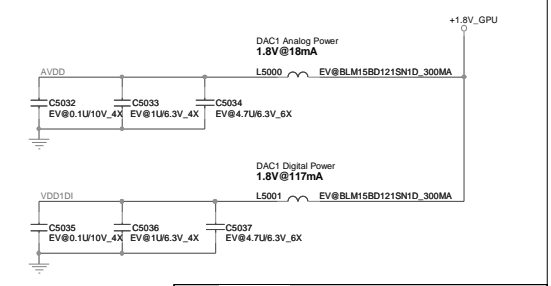 +1.8V_GPU
DAC1 Analog Power
1.8V@18mA
AVDD
L5000 EV@BLM15BD121SN1D_300MA
C5032 C5033 C5034
EV@0.1U/10V_4X EV@1U/6.3V_4X EV@4.7U/6.3V_6X
DAC1 Digital Power
1.8V@117mA
VDD1DI
L5001 EV@BLM15BD121SN1D_300MA
C5035 C5036 C5037
EV@0.1U/10V_4X EV@1U/6.3V_4X EV@4.7U/6.3V_6X